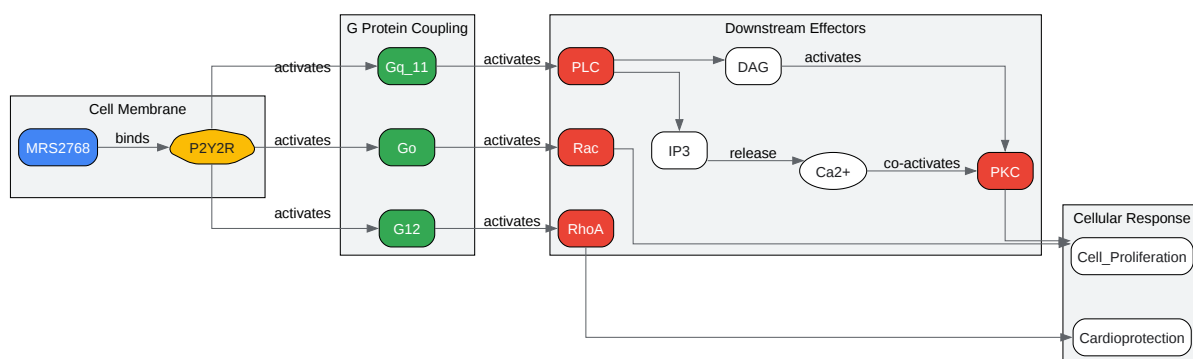 G Protein Coupling
Downstream Effectors
activates
Gq_11
activates
PLC
DAG
activates
Cell Membrane
MRS2768
binds
P2Y2R
activates
Go
activates
Rac
IP3
release
Ca2+
co-activates
PKC
activates
G12
activates
RhoA
Cellular Response
Cell_Proliferation
Cardioprotection